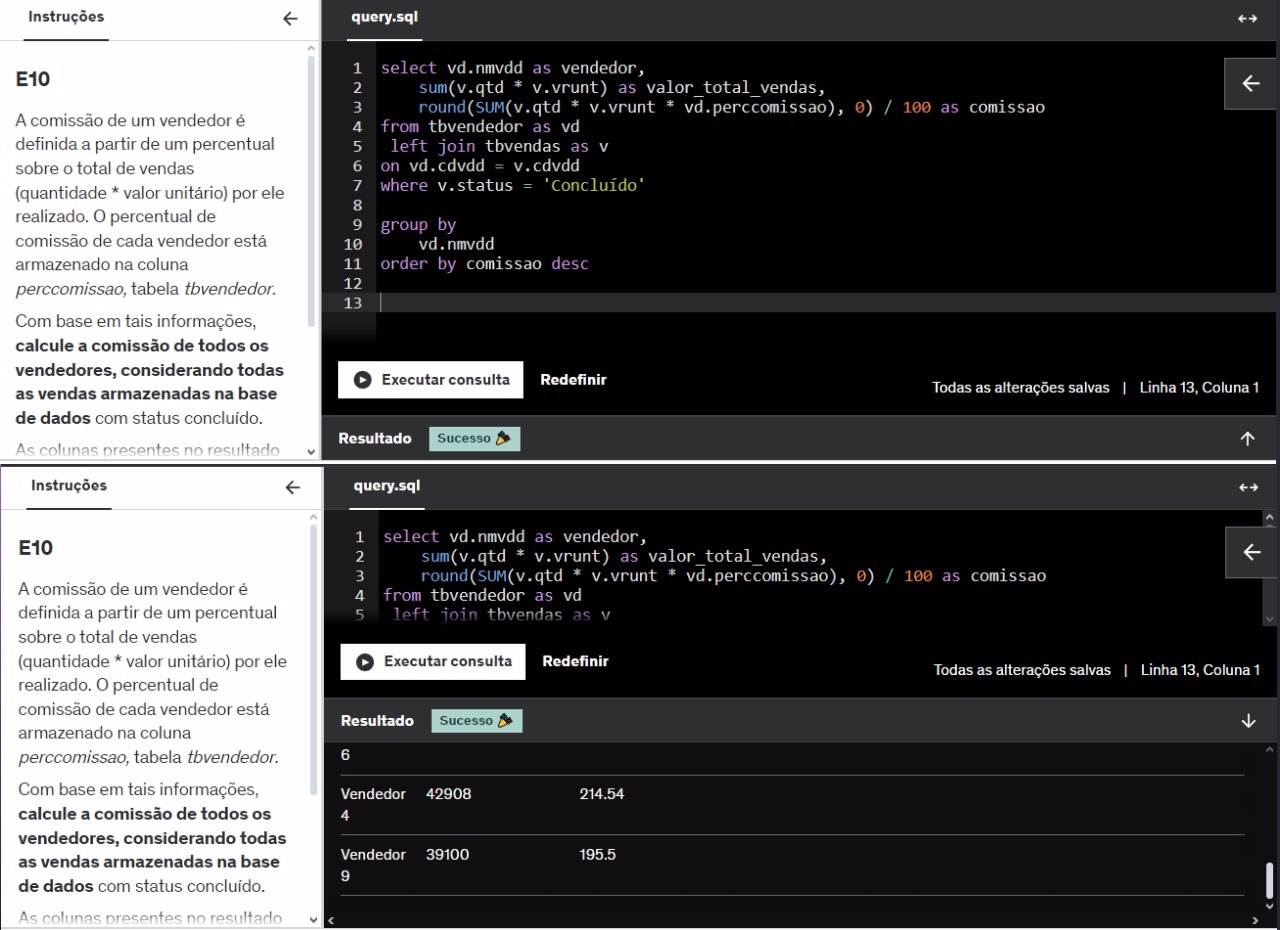 Instruções
E10
A comissão de um vendedor é
definida a partir de um percentual
sobre o total de vendas
(quantidade * valor unitário) por ele
realizado. O percentual de
comissão de cada vendedor está
armazenado na coluna
perccomissao, tabela tbvendedor.
Com base em tais informações,
calcule a comissão de todos os
vendedores, considerando todas
as vendas armazenadas na base
de dados com status concluído.
As colunas presentes no resultado
query.sql
1 select vd.nmvdd as vendedor,
2     sum(v.qtd * v.vrunt) as valor_total_vendas,
3     round(SUM(v.qtd * v.vrunt * vd.perccomissao), 0) / 100 as comissao
4 from tbvendedor as vd
5  left join tbvendas as v
6 on vd.cdvdd = v.cdvdd
7 where v.status = 'Concluído'
8
9 group by
10     vd.nmvdd
11 order by comissao desc
12
13
Executar consulta Redefinir
Todas as alterações salvas | Linha 13, Coluna 1
Resultado Sucesso
Instruções
E10
A comissão de um vendedor é
definida a partir de um percentual
sobre o total de vendas
(quantidade * valor unitário) por ele
realizado. O percentual de
comissão de cada vendedor está
armazenado na coluna
perccomissao, tabela tbvendedor.
Com base em tais informações,
calcule a comissão de todos os
vendedores, considerando todas
as vendas armazenadas na base
de dados com status concluído.
As colunas presentes no resultado
query.sql
1 select vd.nmvdd as vendedor,
2     sum(v.qtd * v.vrunt) as valor_total_vendas,
3     round(SUM(v.qtd * v.vrunt * vd.perccomissao), 0) / 100 as comissao
4 from tbvendedor as vd
5  left join tbvendas as v
Executar consulta Redefinir
Todas as alterações salvas | Linha 13, Coluna 1
Resultado Sucesso
6
Vendedor 42908 214.54
4
Vendedor 39100 195.5
9